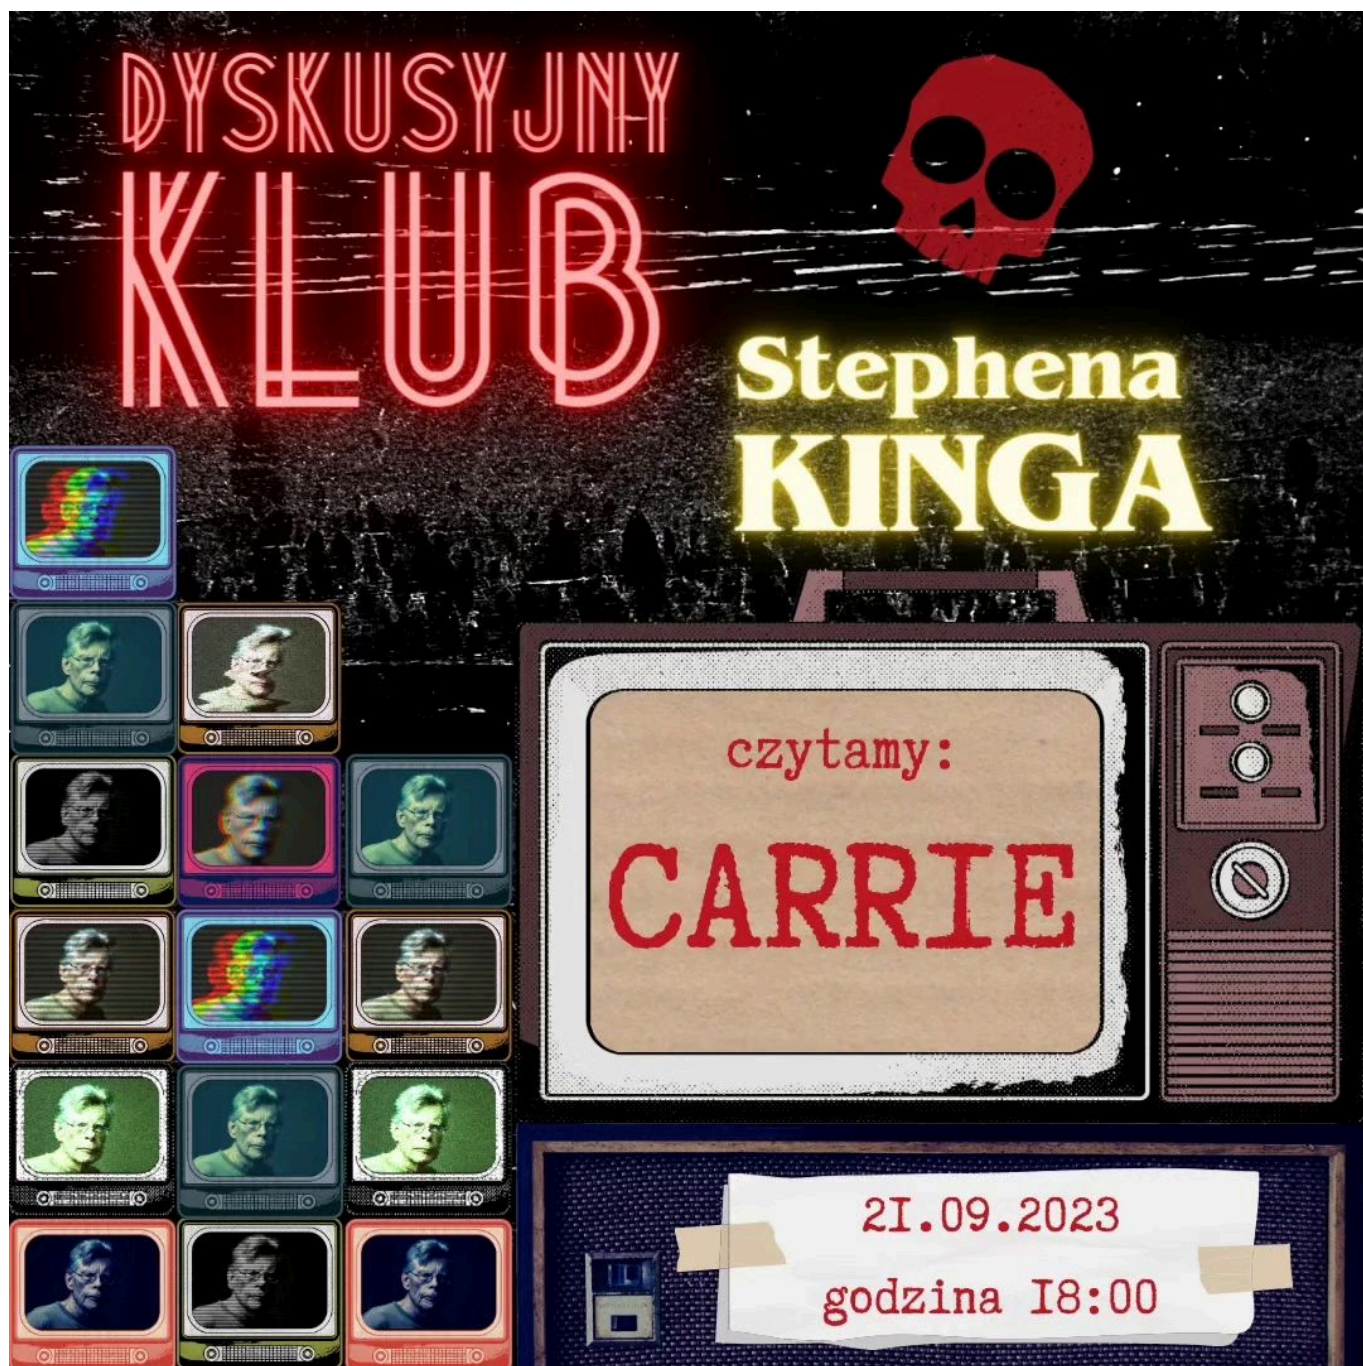 DYSKUSYJNY
KLUB
Stephena
KINGA
czytamy:
CARRIE
21.09.2023
godzina 18:00